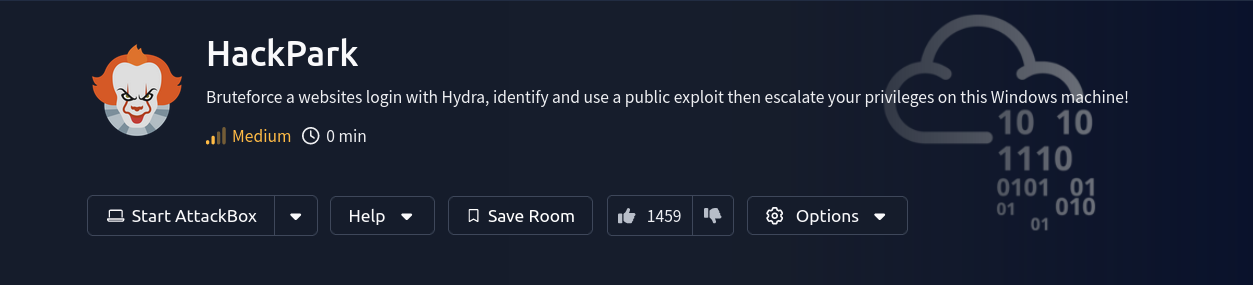 HackPark
Bruteforce a websites login with Hydra, identify and use a public exploit then escalate your privileges on this Windows machine!
Medium 0 min
Start AttackBox Help Save Room 1459 Options
10 10
1110
0101 01
01 010
01